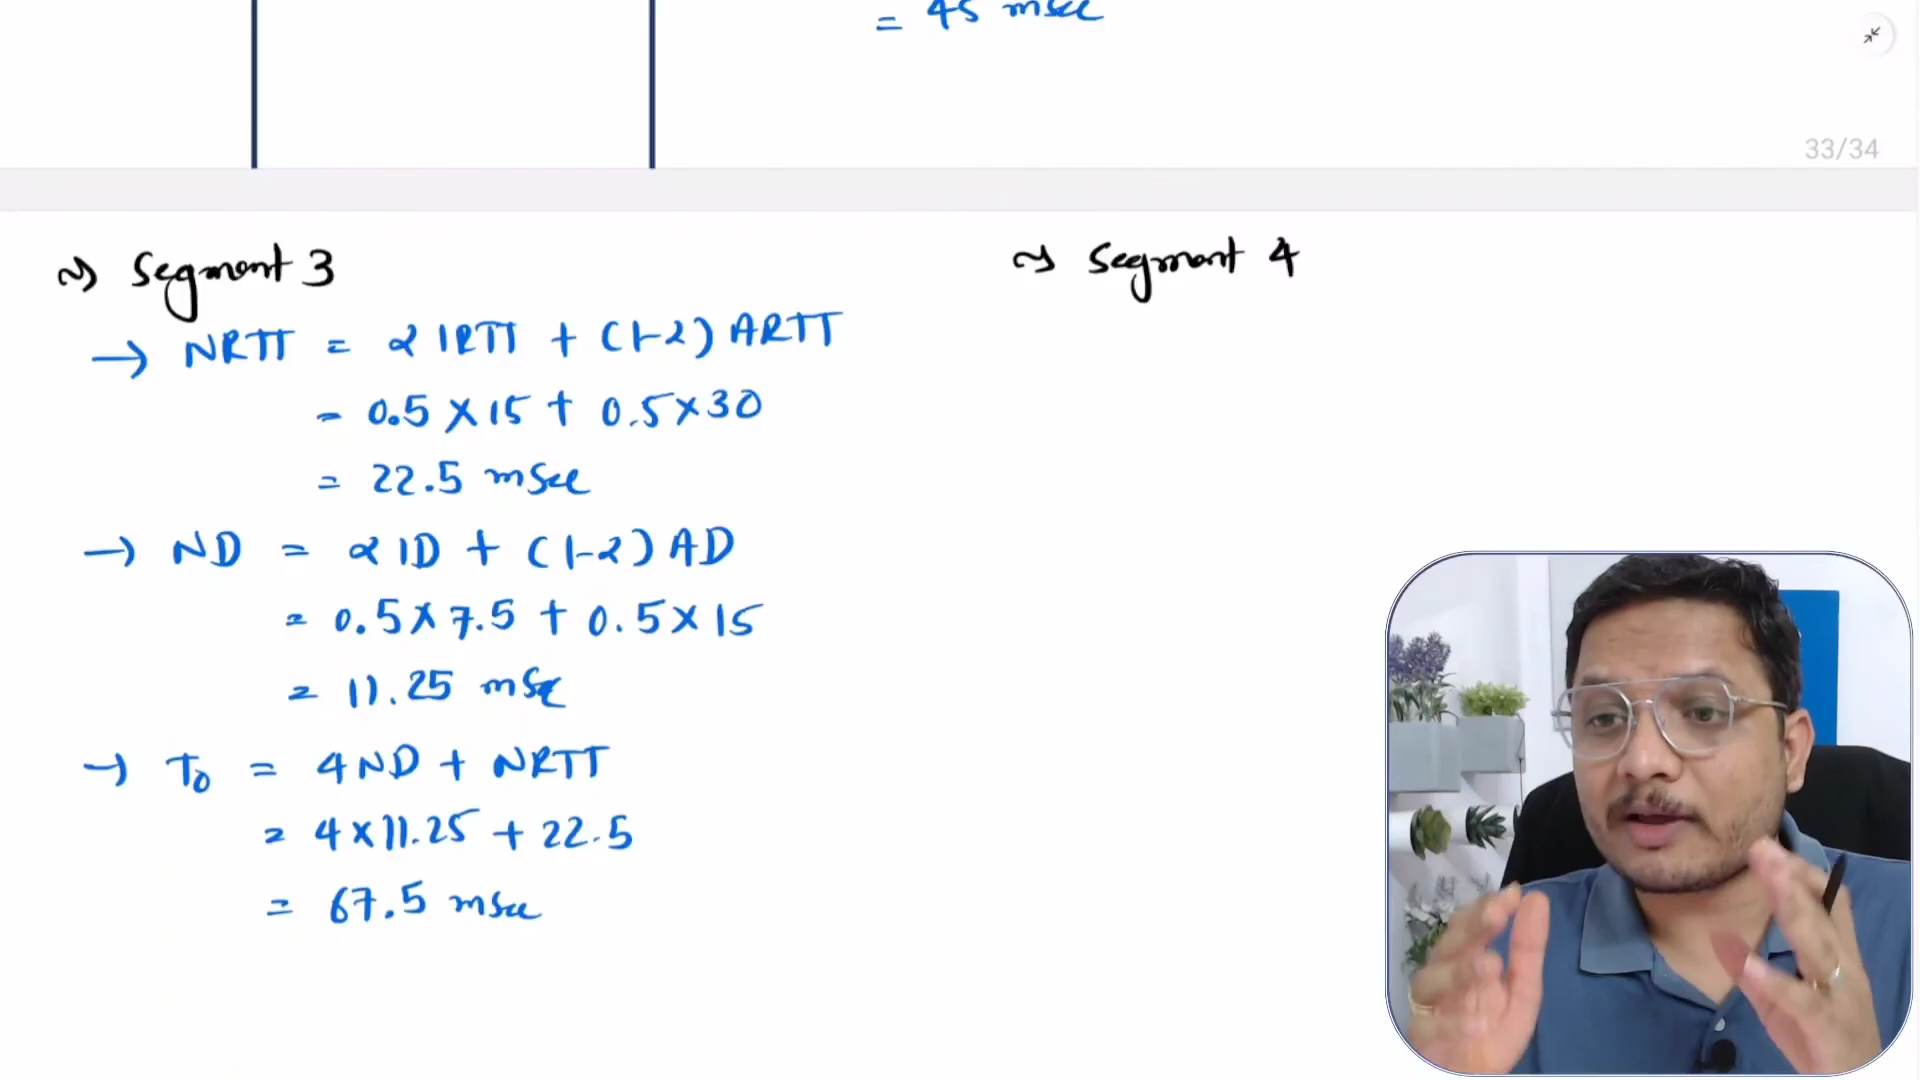 = 45 msec
33/34
~> Segment 3
→ NRTT = α IRTT + (1-α) ARTT
= 0.5 × 15 + 0.5 × 30
= 22.5 msec
→ ND = α ID + (1-α) AD
= 0.5 × 7.5 + 0.5 × 15
= 11.25 msec
→ To = 4ND + NRTT
= 4 × 11.25 + 22.5
= 67.5 msec
~> Segment 4